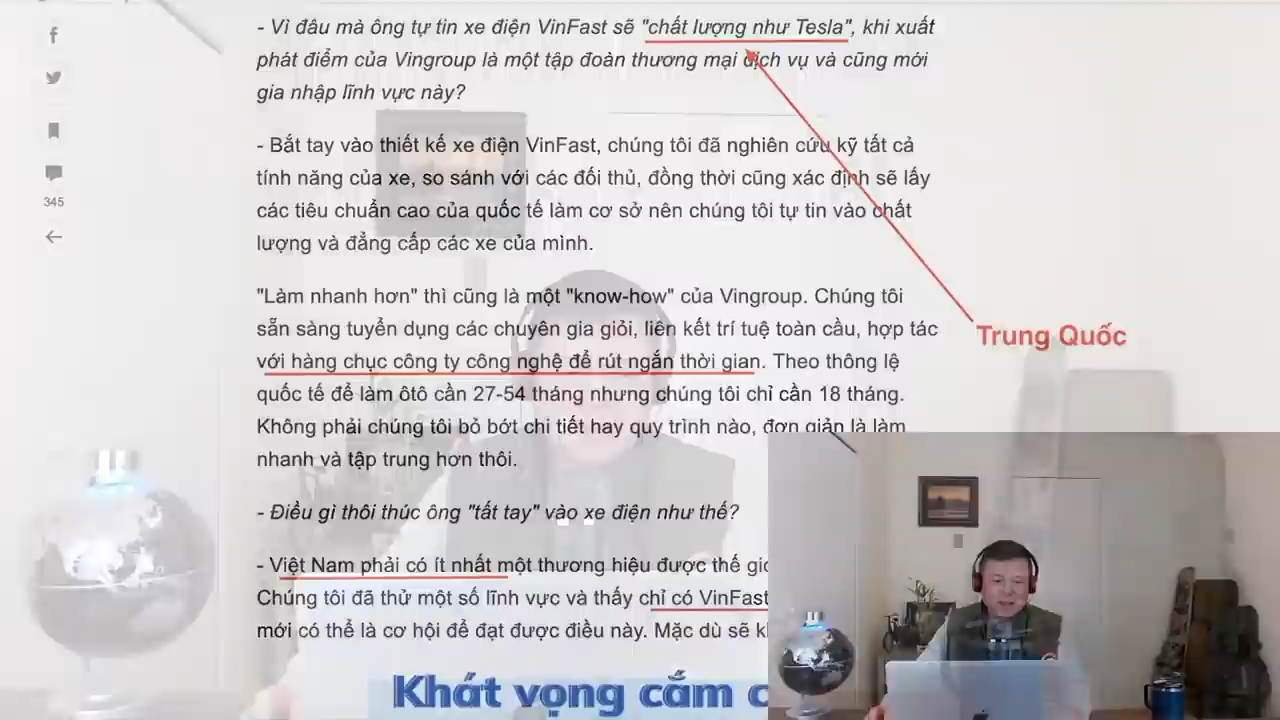 - Vì đâu mà ông tự tin xe điện VinFast sẽ "chất lượng như Tesla", khi xuất
phát điểm của Vingroup là một tập đoàn thương mại dịch vụ và cũng mới
gia nhập lĩnh vực này?
- Bắt tay vào thiết kế xe điện VinFast, chúng tôi đã nghiên cứu kỹ tất cả
tính năng của xe, so sánh với các đối thủ, đồng thời cũng xác định sẽ lấy
các tiêu chuẩn cao của quốc tế làm cơ sở nên chúng tôi tự tin vào chất
lượng và đẳng cấp các xe của mình.
345
"Làm nhanh hơn" thì cũng là một "know-how" của Vingroup. Chúng tôi
sẵn sàng tuyển dụng các chuyên gia giỏi, liên kết trí tuệ toàn cầu, hợp tác
với hàng chục công ty công nghệ để rút ngắn thời gian. Theo thông lệ
quốc tế để làm ôtô cần 27-54 tháng nhưng chúng tôi chỉ cần 18 tháng.
Không phải chúng tôi bỏ bớt chi tiết hay quy trình nào, đơn giản là làm
nhanh và tập trung hơn thôi.
Trung Quốc
- Điều gì thôi thúc ông "tất tay" vào xe điện như thế?
- Việt Nam phải có ít nhất một thương hiệu được thế
Chúng tôi đã thử một số lĩnh vực và thấy chỉ có VinFast
mới có thể là cơ hội để đạt được điều này. Mặc dù sẽ
Khát vọng cắm